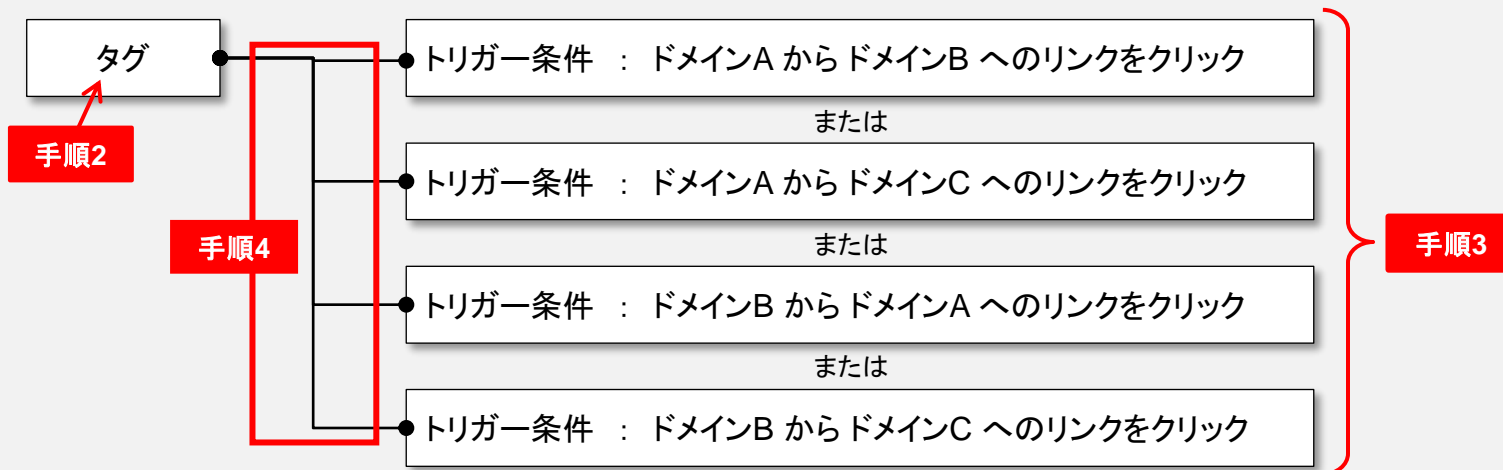 タグ
手順2
手順4
トリガー条件 : ドメインA からドメインB へのリンクをクリック
または
トリガー条件 : ドメインA からドメインC へのリンクをクリック
または
トリガー条件 : ドメインB からドメインA へのリンクをクリック
または
トリガー条件 : ドメインB からドメインC へのリンクをクリック
手順3